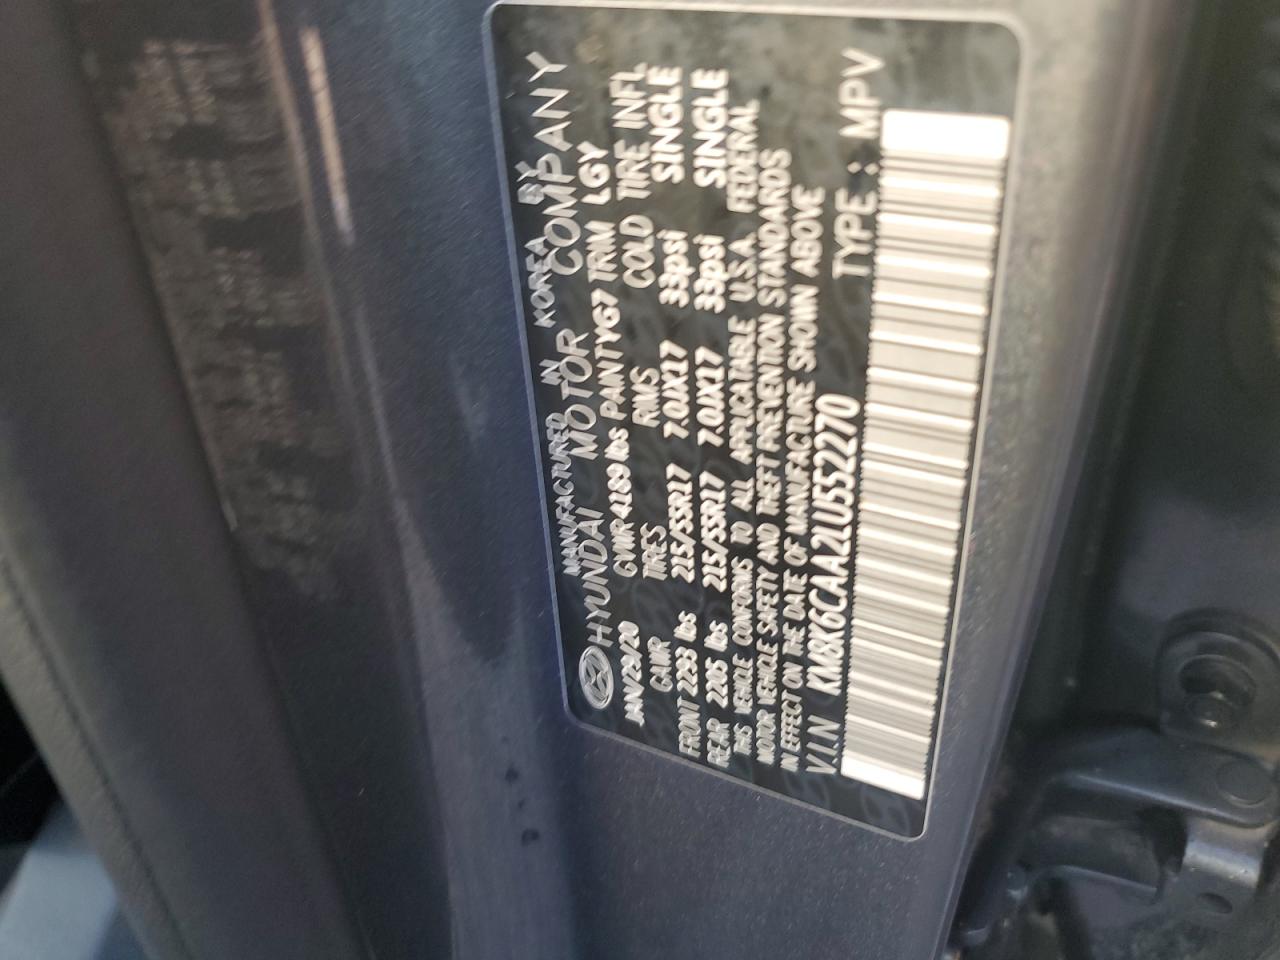 MANUFACTURED IN KOREA BY
HYUNDAI MOTOR COMPANY
JAN/29/20 GVWR 4189 lbs PAINT YG7 TRIM LGY
GAWR TIRES RIMS COLD TIRE INFL
FRONT 2293 lbs 215/55R17 7.0JX17 33psi SINGLE
REAR 2205 lbs 215/55R17 7.0JX17 33psi SINGLE
THIS VEHICLE CONFORMS TO ALL APPLICATABLE U.S.A. FEDERAL
MOTOR VEHICLE SAFETY AND THEFT PREVENTION STANDARDS
IN EFFECT ON THE DATE OF MANUFACTURE SHOWN ABOVE
V.I.N KM8K6CAA2LU552270 TYPE : MPV